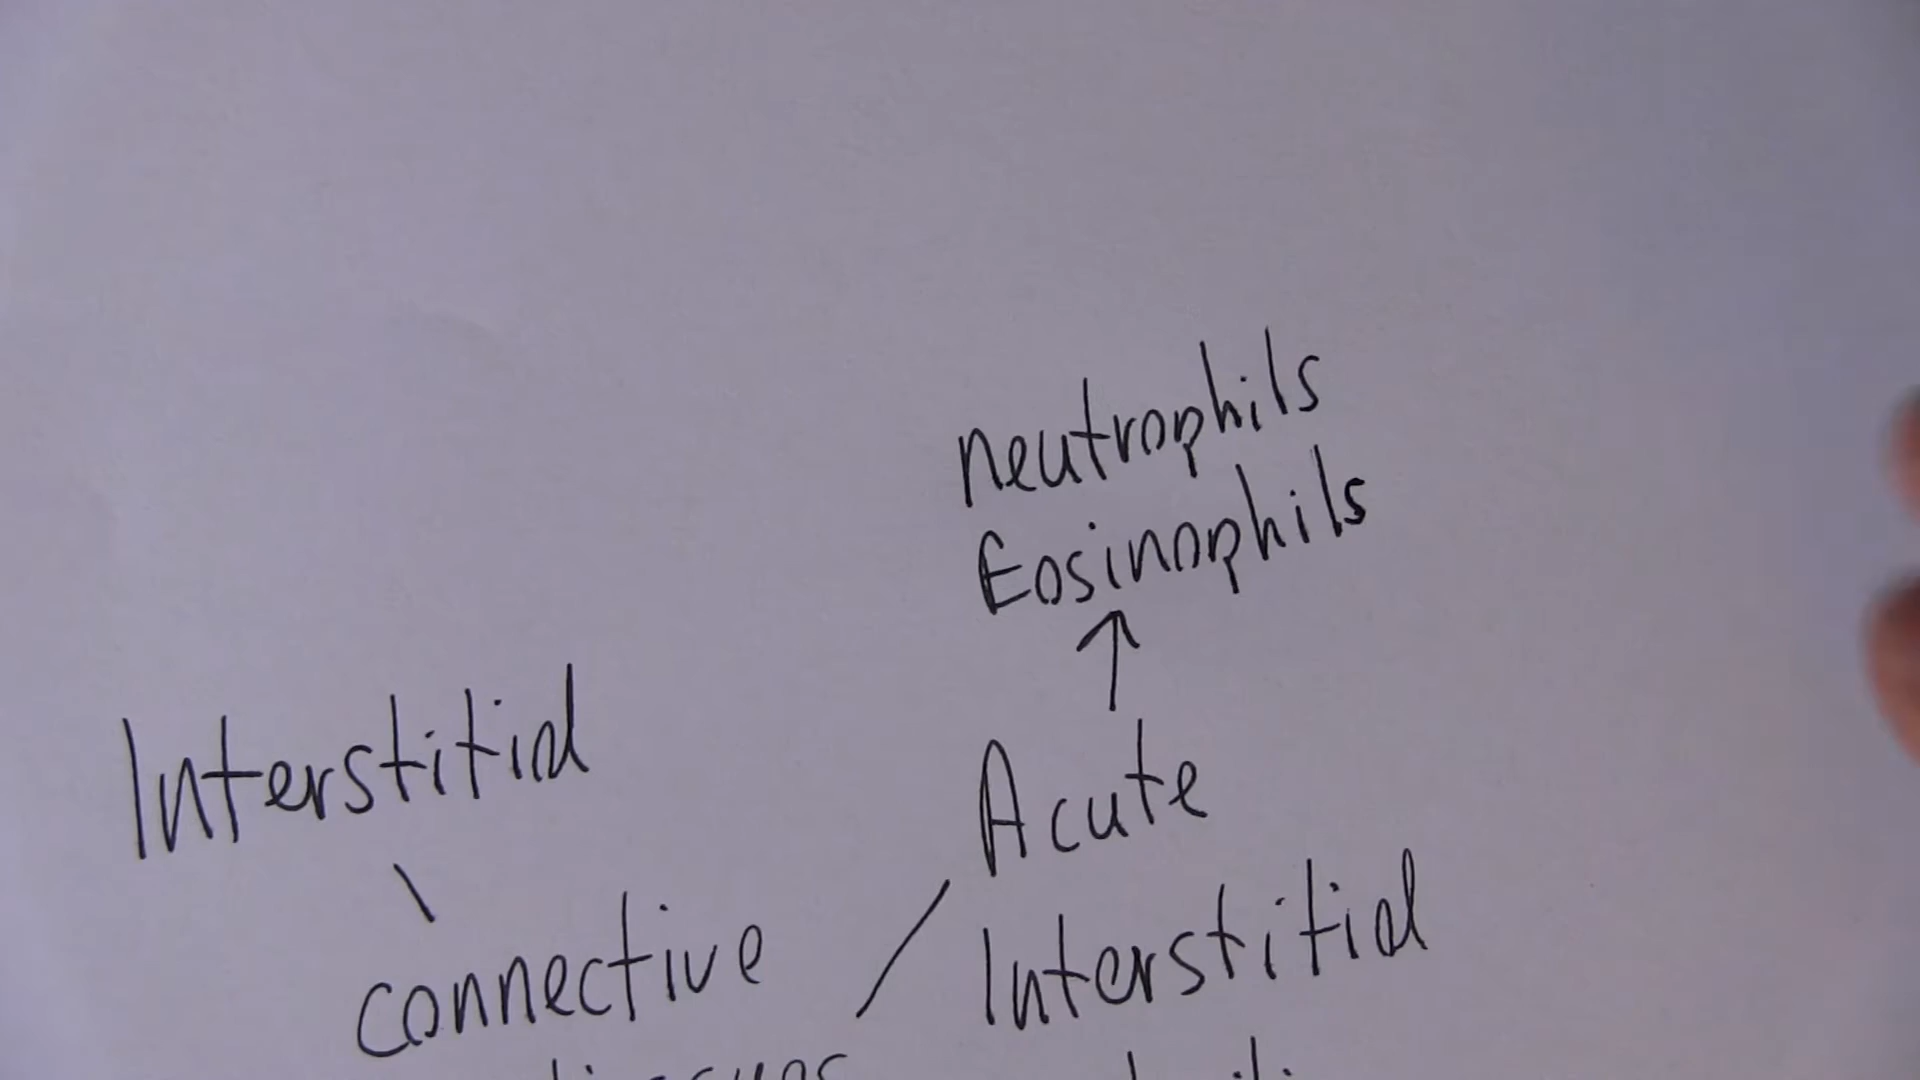 neutrophils
Eosinophils
Acute
Interstitial
Interstitial
connective